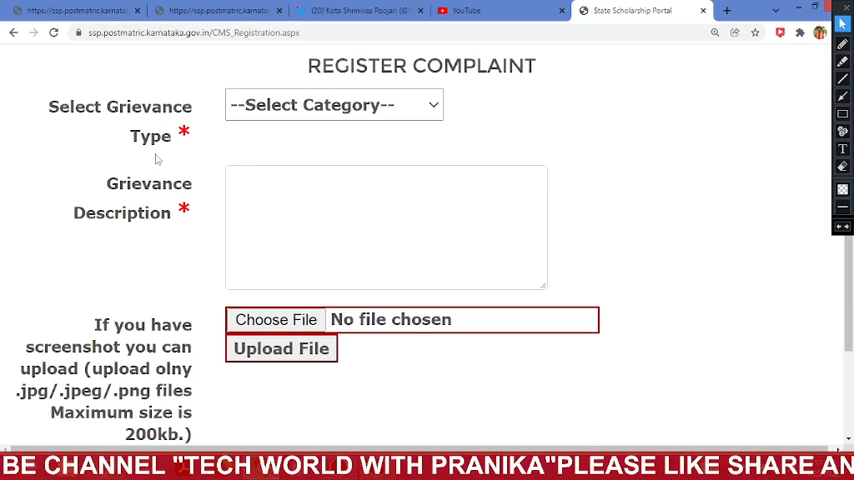 https://ssp.postmatric.karnata
https://ssp.postmatric.karnata
(20) Kota Shrinivas Poojari (@
YouTube
State Scholarship Portal
ssp.postmatric.karnataka.gov.in/CMS_Registration.aspx
REGISTER COMPLAINT
Select Grievance
Type *
--Select Category--
Grievance
Description *
If you have
screenshot you can
upload (upload olny
.jpg/.jpeg/.png files
Maximum size is
200kb.)
Choose File No file chosen
Upload File
BE CHANNEL "TECH WORLD WITH PRANIKA"PLEASE LIKE SHARE AN